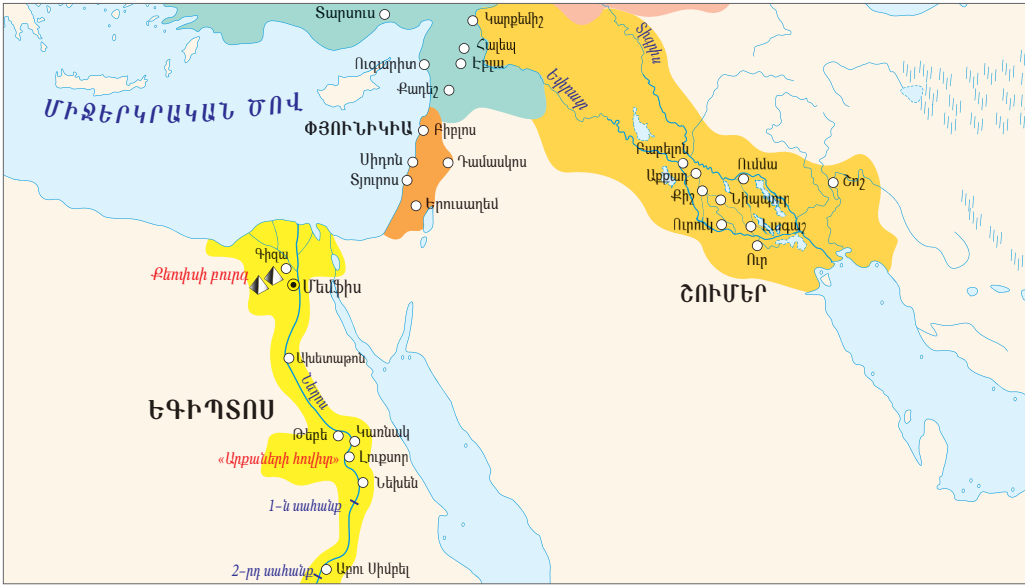 Տարսուս
Կարքեմիշ
Հալեպ
Էբլա
Ուգարիտ
Քադեշ
Տիգրիս
Եփրատ
ՄԻՋԵՐԿՐԱԿԱՆ ԾՈՎ
ՓՅՈՒՆԻԿԻԱ
Բիբլոս
Սիդոն
Դամասկոս
Տյուրոս
Երուսաղեմ
Բաբելոն
Աքքադ
Ումմա
Շոշ
Քիշ
Նիպպուր
Ուրուկ
Լագաշ
Ուր
ՇՈՒՄԵՐ
Գիզա
Քեոփսի բուրգ
Մեմֆիս
Ախետաթոն
Նեղոս
ԵԳԻՊՏՈՍ
Թեբե
Կառնակ
«Արքաների հովիտ»
Լուքսոր
Նեխեն
1-ն սահանք
2-րդ սահանք
Աբու Սիմբել